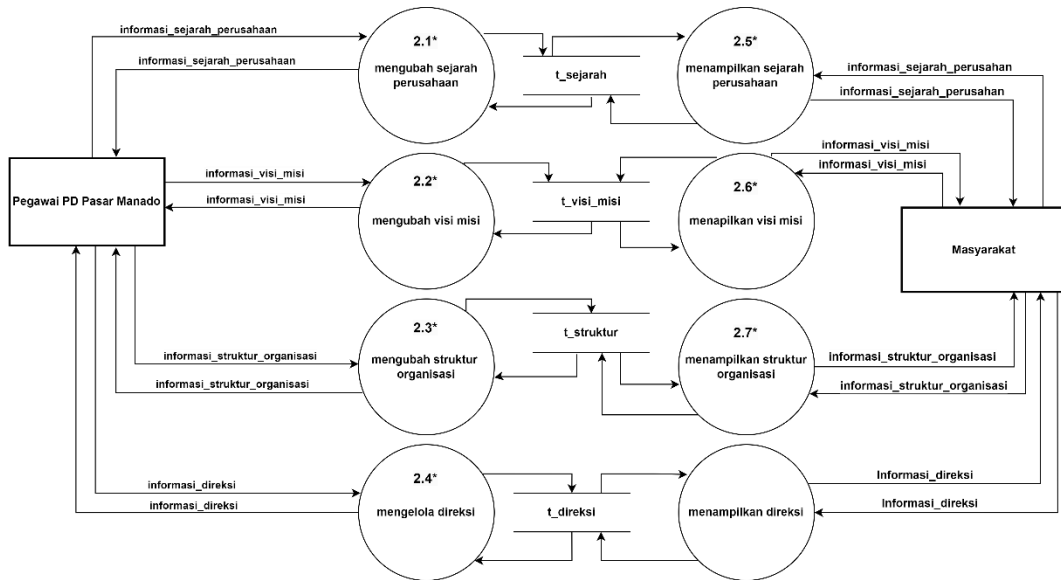 informasi_sejarah_perusahaan
informasi_sejarah_perusahaan
2.1*
mengubah sejarah
perusahaan
t_sejarah
2.5*
menampilkan sejarah
perusahaan
informasi_sejarah_perusahan
informasi_sejarah_perusahan
Pegawai PD Pasar Manado
informasi_visi_misi
informasi_visi_misi
2.2*
mengubah visi misi
t_visi_misi
2.6*
menapilkan visi misi
informasi_visi_misi
informasi_visi_misi
Masyarakat
informasi_struktur_organisasi
informasi_struktur_organisasi
2.3*
mengubah struktur
organisasi
t_struktur
2.7*
menampilkan struktur
organisasi
Informasi_struktur_organisasi
informasi_struktur_organisasi
informasi_direksi
informasi_direksi
2.4*
mengelola direksi
t_direksi
menampilkan direksi
Informasi_direksi
Informasi_direksi